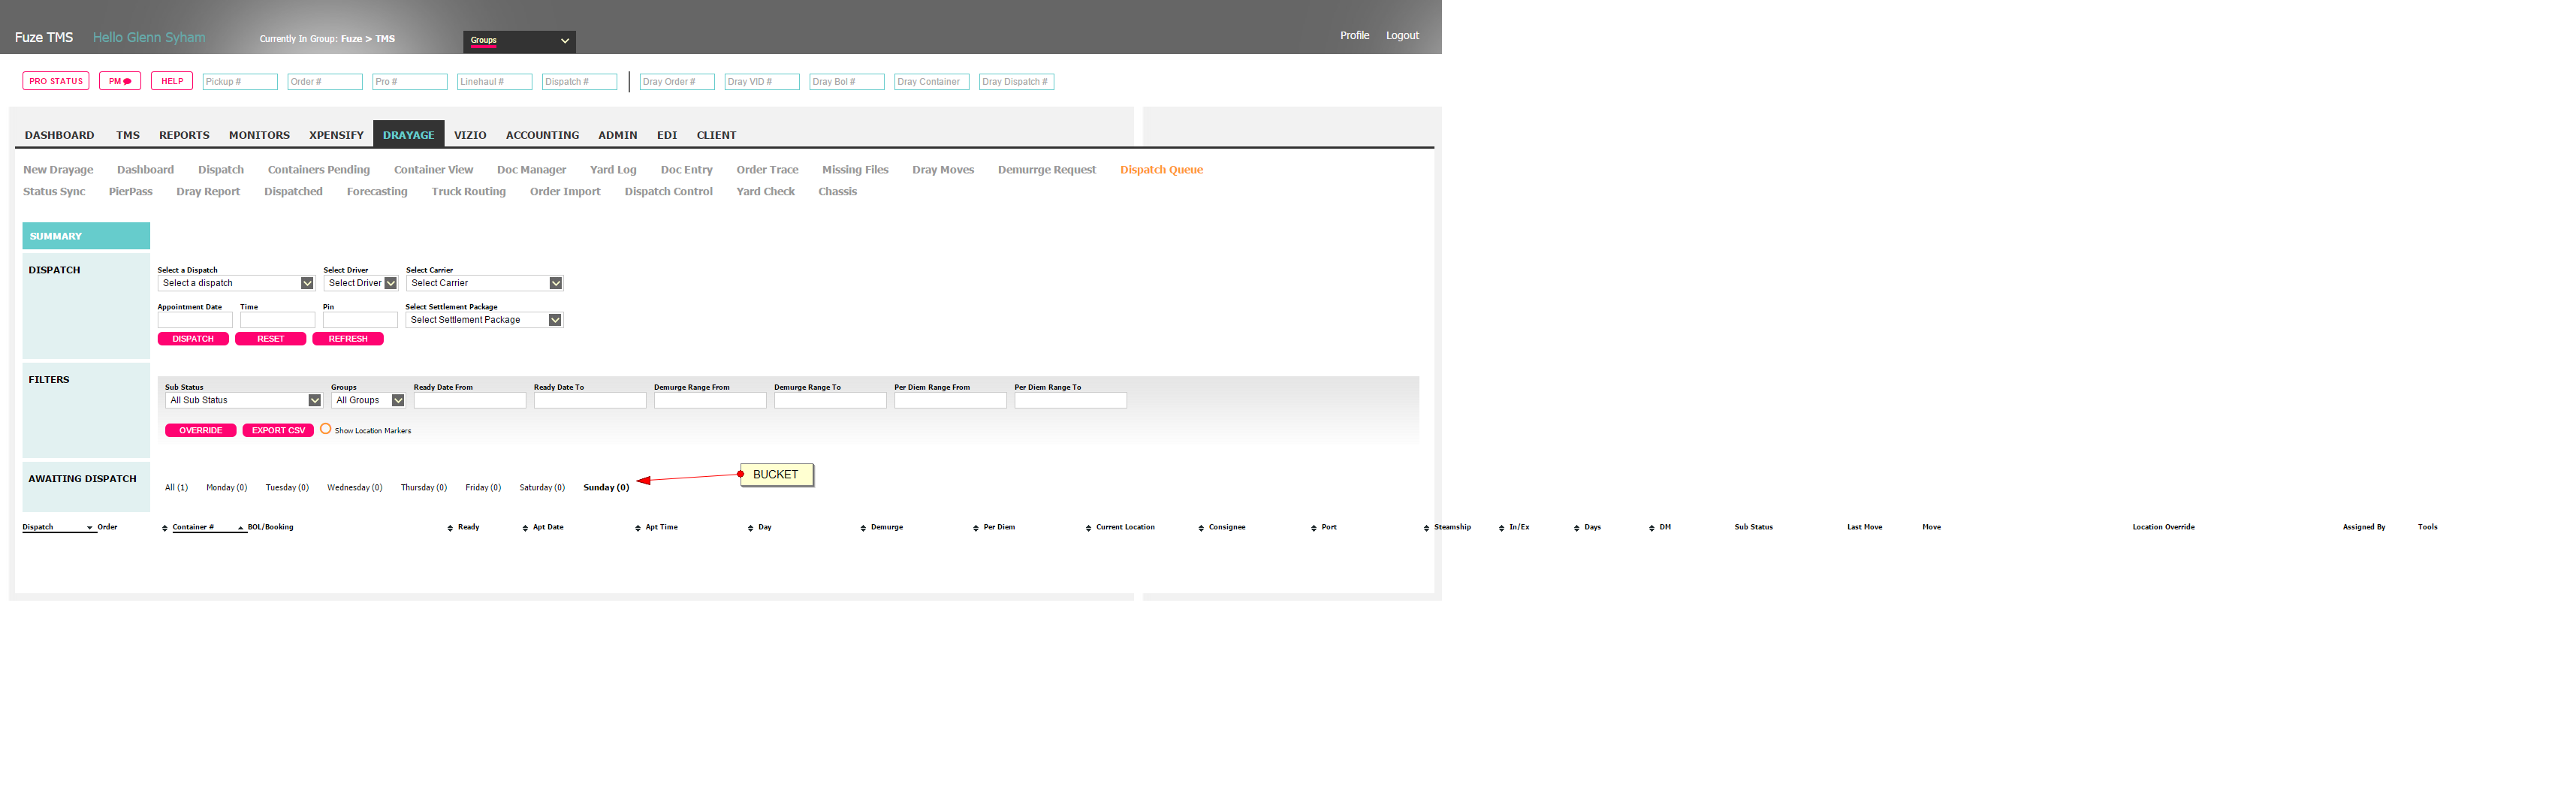 Fuze TMS Hello Glenn Syham Currently In Group: Fuze > TMS Groups Profile Logout
PRO STATUS PM HELP Pickup # Order # Pro # Linehaul # Dispatch # Dray Order # Dray VID # Dray Bol # Dray Container Dray Dispatch #
DASHBOARD TMS REPORTS MONITORS XPENSIFY DRAYAGE VIZIO ACCOUNTING ADMIN EDI CLIENT
New Drayage Dashboard Dispatch Containers Pending Container View Doc Manager Yard Log Doc Entry Order Trace Missing Files Dray Moves Demurrge Request Dispatch Queue
Status Sync PierPass Dray Report Dispatched Forecasting Truck Routing Order Import Dispatch Control Yard Check Chassis
SUMMARY
DISPATCH
Select a Dispatch Select Driver Select Carrier
Select a dispatch Select Driver Select Carrier
Appointment Date Time Pin Select Settlement Package
Select Settlement Package
DISPATCH RESET REFRESH
FILTERS
Sub Status Groups Ready Date From Ready Date To Demurge Range From Demurge Range To Per Diem Range From Per Diem Range To
All Sub Status All Groups
OVERRIDE EXPORT CSV Show Location Markers
AWAITING DISPATCH
BUCKET
All (1) Monday (0) Tuesday (0) Wednesday (0) Thursday (0) Friday (0) Saturday (0) Sunday (0)
Dispatch Order Container # BOL/Booking Ready Apt Date Apt Time Day Demurge Per Diem Current Location Consignee Port Steamship In/Ex Days DM Sub Status Last Move Move Location Override Assigned By Tools